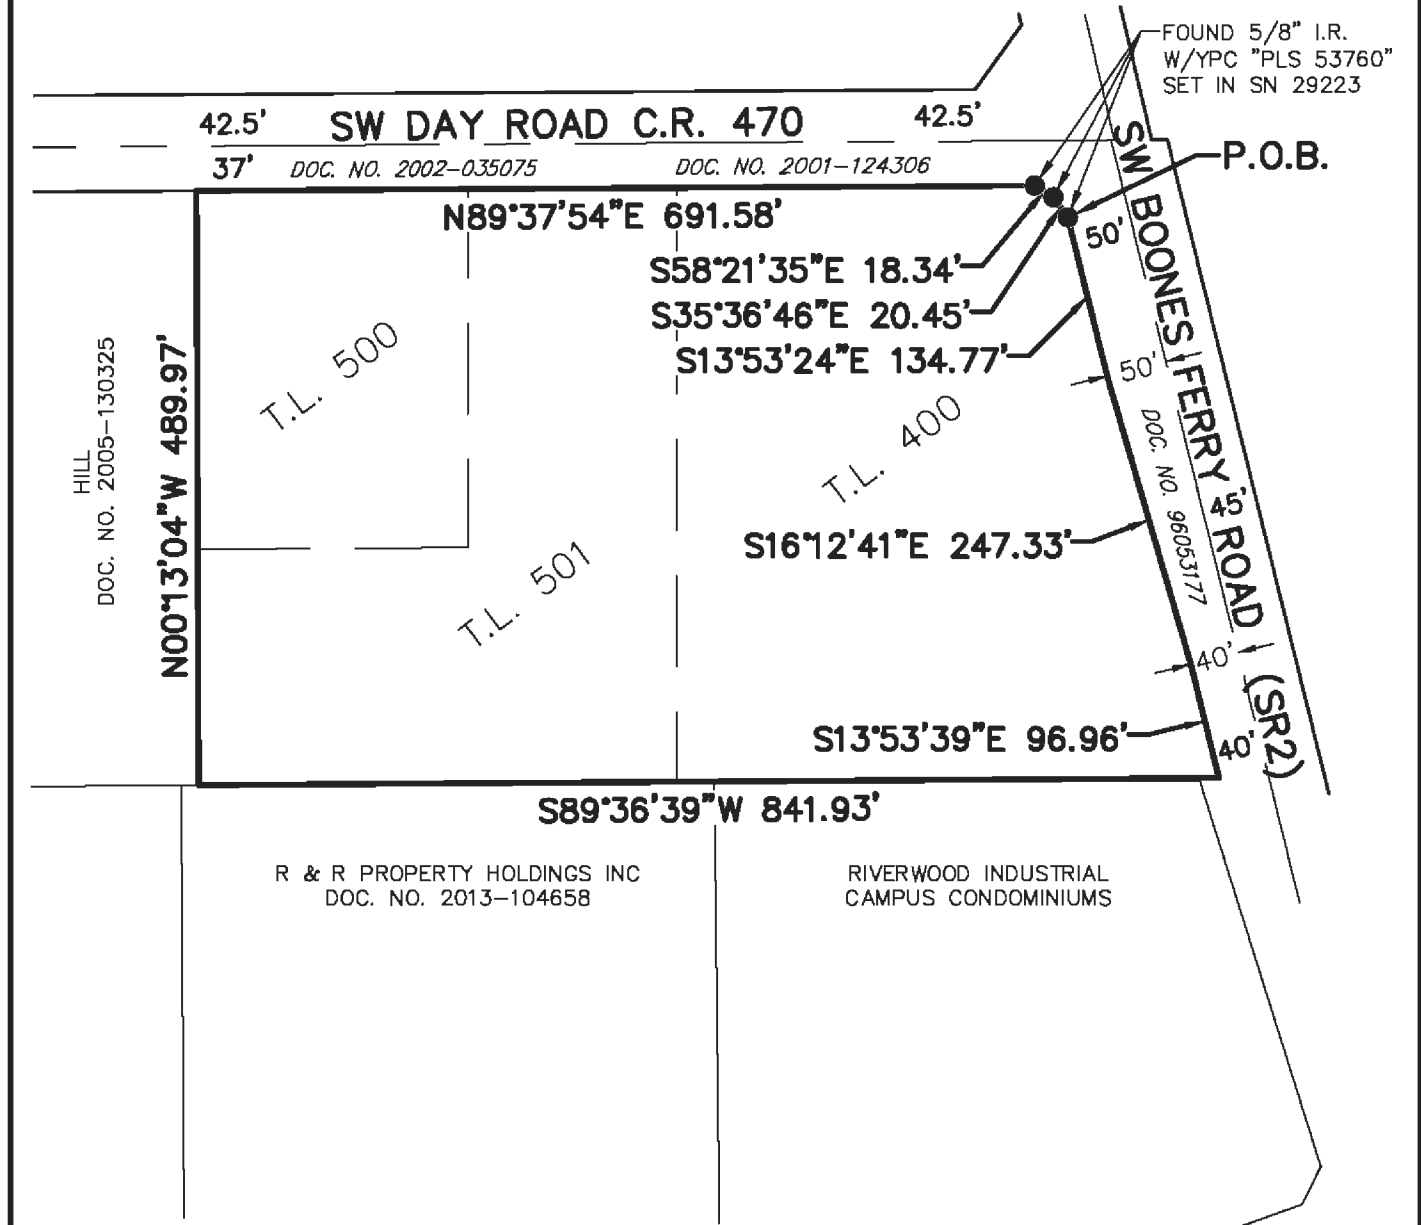 FOUND 5/8" I.R.
W/YPC "PLS 53760"
SET IN SN 29223
42.5'
SW DAY ROAD C.R. 470
42.5'
37'
DOC. NO. 2002-035075
DOC. NO. 2001-124306
P.O.B.
N89°37'54"E 691.58'
50'
S58°21'35"E 18.34'
S35°36'46"E 20.45'
S13°53'24"E 134.77'
SW BOONES FERRY ROAD (SR2)
50'
T.L. 500
T.L. 400
HILL
DOC. NO. 2005-130325
N00°13'04"W 489.97'
DOC. NO. 96053177
45'
S16°12'41"E 247.33'
T.L. 501
40'
S13°53'39"E 96.96'
40'
S89°36'39"W 841.93'
R & R PROPERTY HOLDINGS INC
DOC. NO. 2013-104658
RIVERWOOD INDUSTRIAL
CAMPUS CONDOMINIUMS